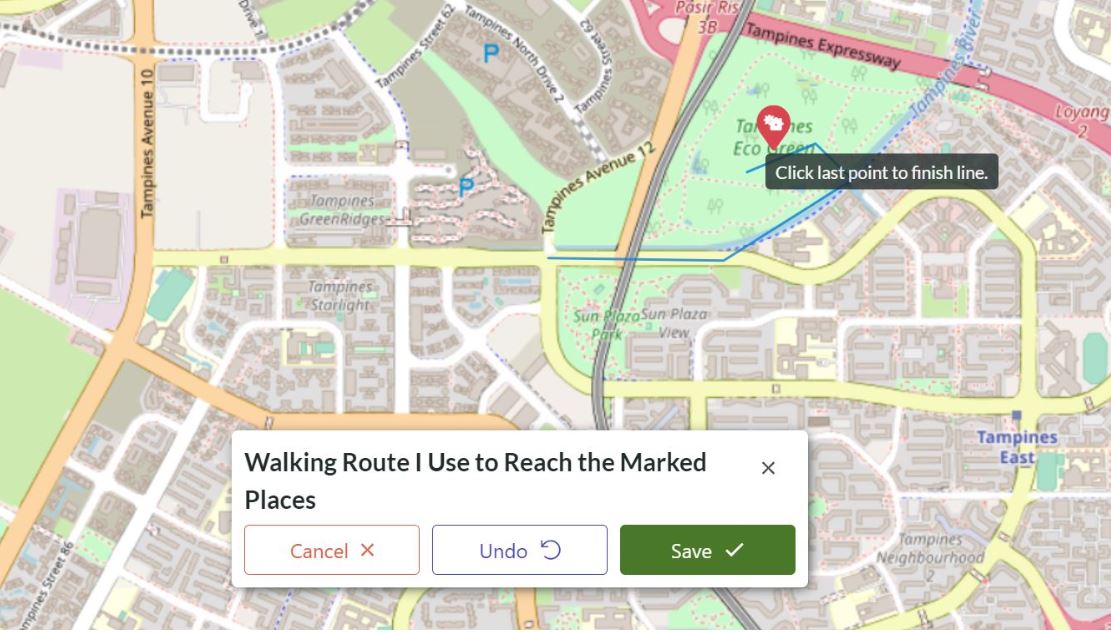 Drive 1
Tampines Street 62
Tampines North Drive 2
Tampines Street 62
Pasir Ris
3B
Tampines Expressway
Tampines River
Loyang
2
P
Tampines Avenue 10
Tampines
Eco Green
Click last point to finish line.
Tampines Avenue 12
P
Tampines
GreenRidges
Tampines
Starlight
Sun Plaza
Park
Sun Plaza
View
Tampines
East
Walking Route I Use to Reach the Marked
Places
Cancel
Undo
Save
Tampines
Neighbourhood
2
Tampines Street 86